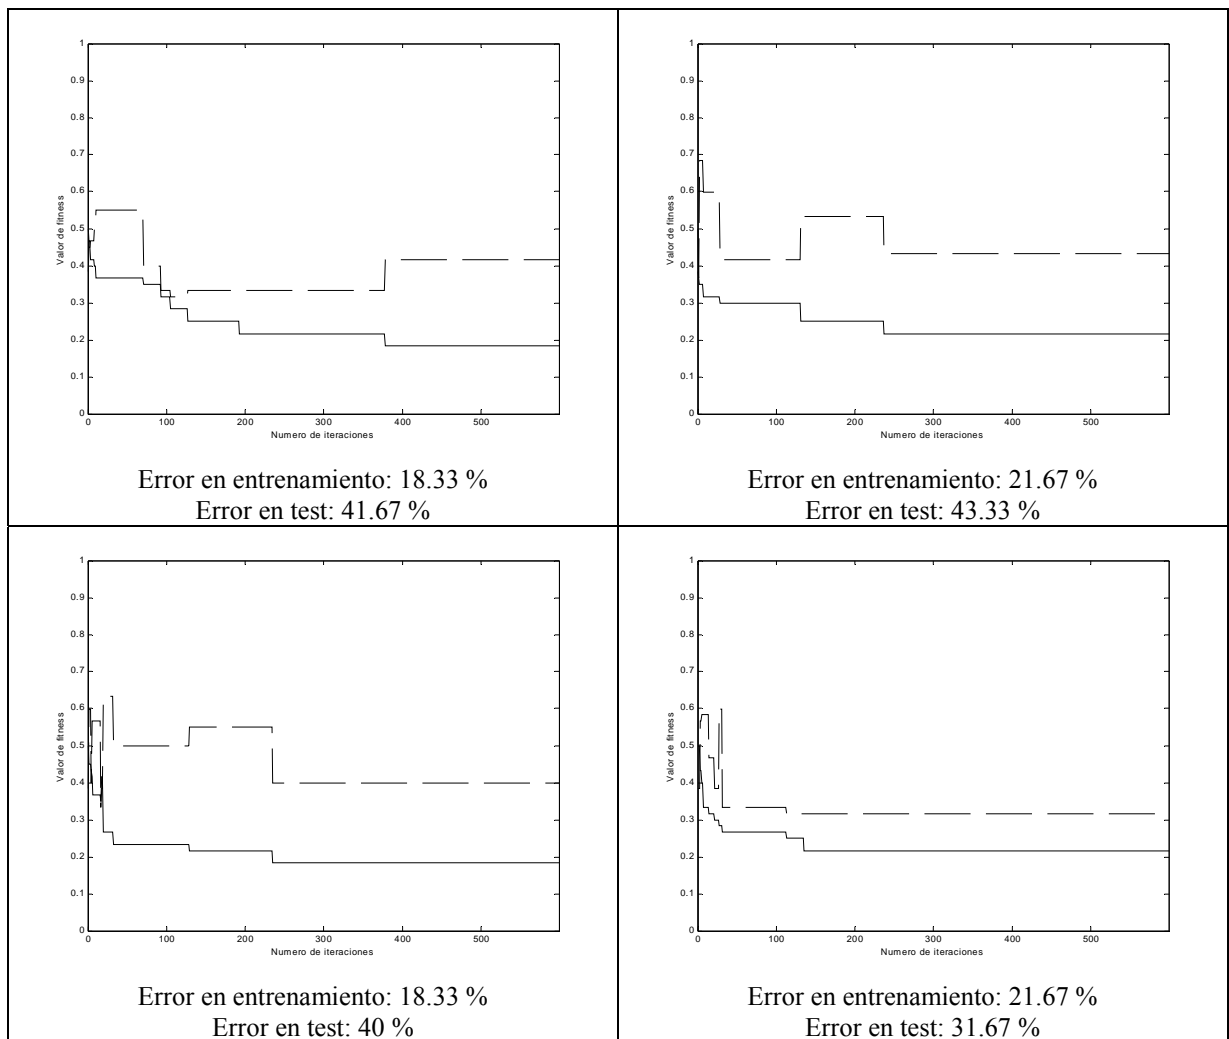 1
0.9
0.8
0.7
0.6
0.5
0.4
0.3
0.2
0.1
0
Valor de fitness
0 100 200 300 400 500
Numero de iteraciones
Error en entrenamiento: 18.33 %
Error en test: 41.67 %
1
0.9
0.8
0.7
0.6
0.5
0.4
0.3
0.2
0.1
0
Valor de fitness
0 100 200 300 400 500
Numero de iteraciones
Error en entrenamiento: 21.67 %
Error en test: 43.33 %
1
0.9
0.8
0.7
0.6
0.5
0.4
0.3
0.2
0.1
0
Valor de fitness
0 100 200 300 400 500
Numero de iteraciones
Error en entrenamiento: 18.33 %
Error en test: 40 %
1
0.9
0.8
0.7
0.6
0.5
0.4
0.3
0.2
0.1
0
Valor de fitness
0 100 200 300 400 500
Numero de iteraciones
Error en entrenamiento: 21.67 %
Error en test: 31.67 %